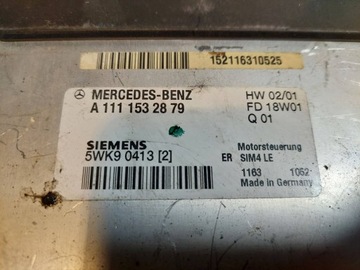 152116310525
MERCEDES-BENZ
A 111 153 28 79
HW 02/01
FD 18W01
Q 01
SIEMENS
5WK9 0413 [2]
Motorsteuerung
ER SIM4 LE
1163 1062
Made in Germany